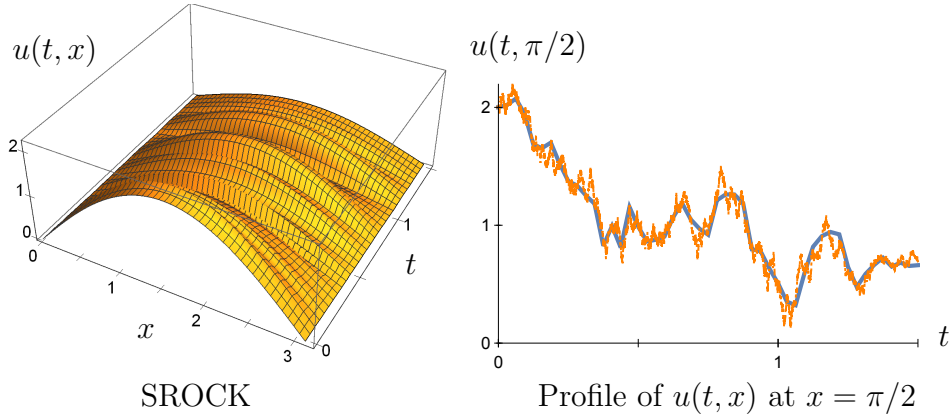 u(t, x)
2
1
0
0
1
2
3
0
1
x
t
SROCK
u(t, π/2)
2
1
0
0
1
t
Profile of u(t, x) at x = π/2